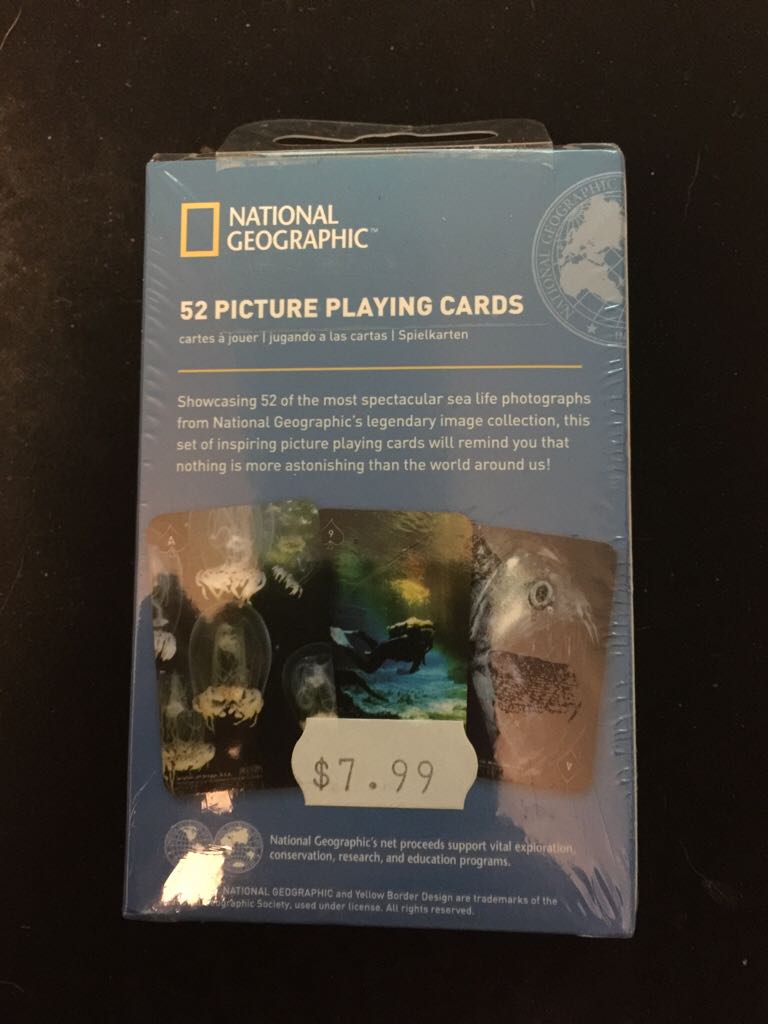 NATIONAL
GEOGRAPHIC™
NATIONAL GEOGRAPHIC
52 PICTURE PLAYING CARDS
cartes à jouer | jugando a las cartas | Spielkarten
Showcasing 52 of the most spectacular sea life photographs
from National Geographic's legendary image collection, this
set of inspiring picture playing cards will remind you that
nothing is more astonishing than the world around us!
A
9
A
$7.99
National Geographic's net proceeds support vital exploration,
conservation, research, and education programs.
NATIONAL GEOGRAPHIC and Yellow Border Design are trademarks of the
Geographic Society, used under license. All rights reserved.